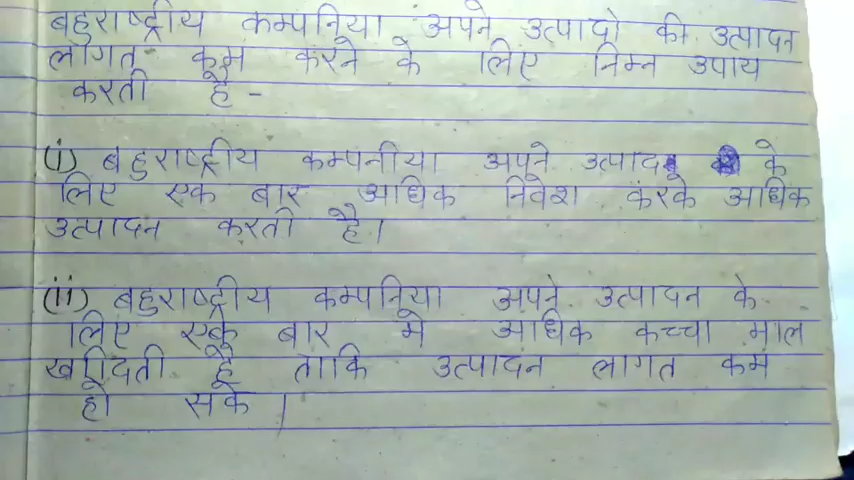 बहुराष्ट्रीय कम्पनिया अपने उत्पादो की उत्पादन
लागत कम करने के लिए निम्न उपाय
करती है -
(i) बहुराष्ट्रीय कम्पनीया अपने उत्पादन के
लिए एक बार अधिक निवेश करके अधिक
उत्पादन करती है।
(ii) बहुराष्ट्रीय कम्पनिया अपने उत्पादन के
लिए एक बार मे अधिक कच्चा माल
खरीदती है ताकि उत्पादन लागत कम
हो सके।